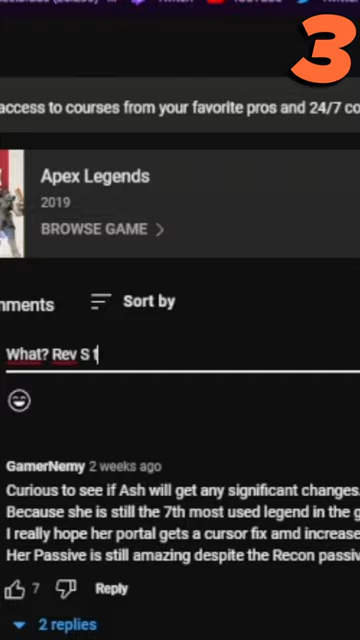 3
access to courses from your favorite pros and 24/7 co
Apex Legends
2019
BROWSE GAME
mments
Sort by
What? Rev S t
GamerNemy 2 weeks ago
Curious to see if Ash will get any significant changes.
Because she is still the 7th most used legend in the g
I really hope her portal gets a cursor fix amd increase
Her Passive is still amazing despite the Recon passiv
7
Reply
2 replies